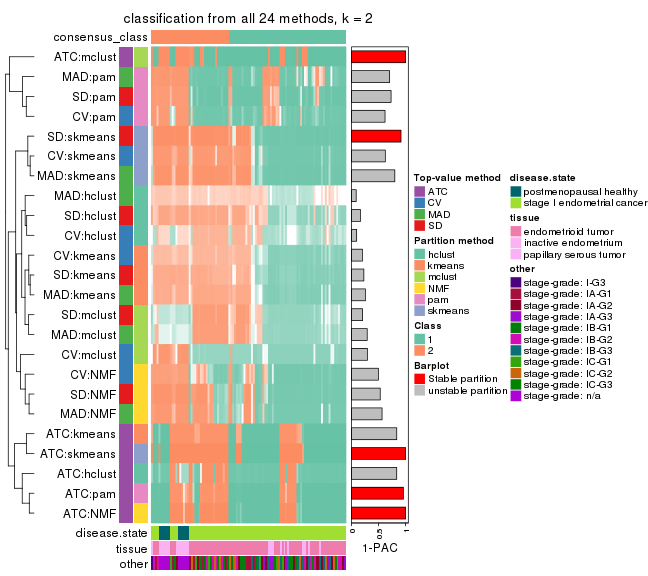 classification from all 24 methods, k = 2
consensus_class
ATC:mclust
MAD:pam
SD:pam
CV:pam
SD:skmeans
CV:skmeans
MAD:skmeans
MAD:hclust
SD:hclust
CV:hclust
CV:kmeans
SD:kmeans
MAD:kmeans
SD:mclust
MAD:mclust
CV:mclust
CV:NMF
SD:NMF
MAD:NMF
ATC:kmeans
ATC:skmeans
ATC:hclust
ATC:pam
ATC:NMF
disease.state
tissue
other
0
0.5
1
1-PAC
Top-value method
ATC
CV
MAD
SD
Partition method
hclust
kmeans
mclust
NMF
pam
skmeans
Class
1
2
Barplot
Stable partition
unstable partition
disease.state
postmenopausal healthy
stage I endometrial cancer
tissue
endometrioid tumor
inactive endometrium
papillary serous tumor
other
stage-grade: I-G3
stage-grade: IA-G1
stage-grade: IA-G2
stage-grade: IA-G3
stage-grade: IB-G1
stage-grade: IB-G2
stage-grade: IB-G3
stage-grade: IC-G1
stage-grade: IC-G2
stage-grade: IC-G3
stage-grade: n/a